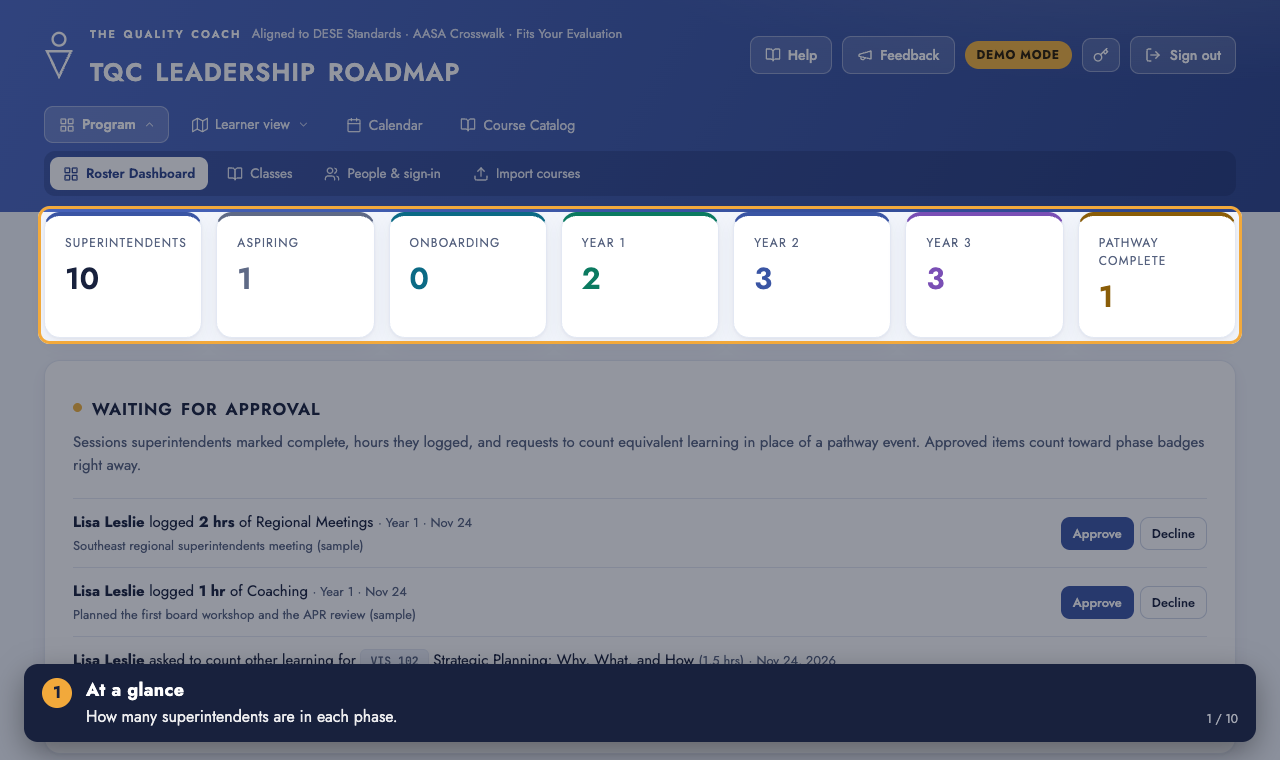 THE QUALITY COACH Aligned to DESE Standards · AASA Crosswalk · Fits Your Evaluation
TQC LEADERSHIP ROADMAP
Help
Feedback
DEMO MODE
Sign out
Program
Learner view
Calendar
Course Catalog
Roster Dashboard
Classes
People & sign-in
Import courses
SUPERINTENDENTS
10
ASPIRING
1
ONBOARDING
0
YEAR 1
2
YEAR 2
3
YEAR 3
3
PATHWAY
COMPLETE
1
WAITING FOR APPROVAL
Sessions superintendents marked complete, hours they logged, and requests to count equivalent learning in place of a pathway event. Approved items count toward phase badges
right away.
Lisa Leslie logged 2 hrs of Regional Meetings · Year 1 · Nov 24
Southeast regional superintendents meeting (sample)
Approve
Decline
Lisa Leslie logged 1 hr of Coaching · Year 1 · Nov 24
Planned the first board workshop and the APR review (sample)
Approve
Decline
Lisa Leslie asked to count other learning for VIS 102 Strategic Planning: Why, What, and How (1.5 hrs) · Nov 24, 2026
1
At a glance
How many superintendents are in each phase.
1 / 10